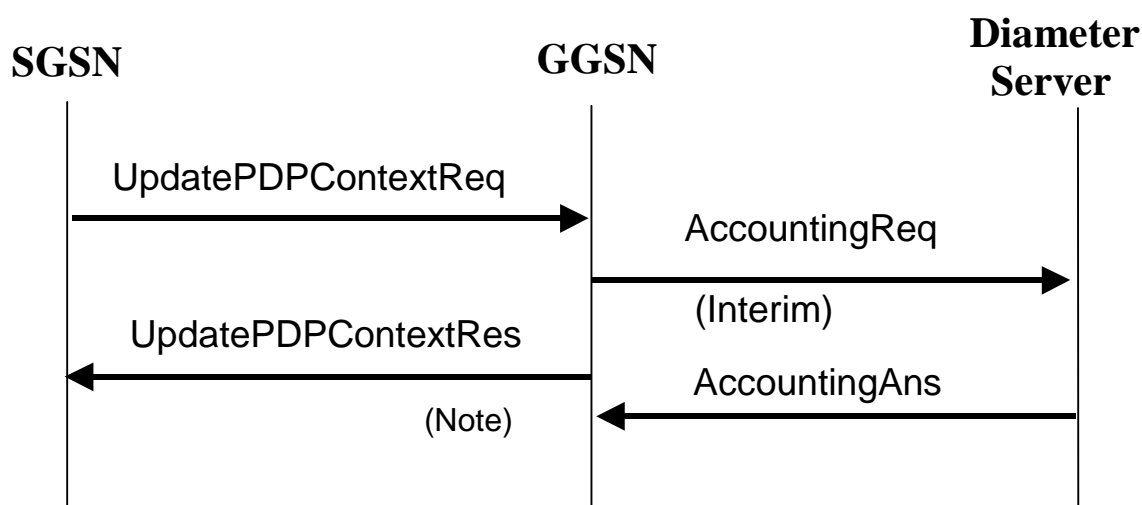 SGSN
GGSN
Diameter
Server
UpdatePDPContextReq
AccountingReq
(Interim)
UpdatePDPContextRes
AccountingAns
(Note)